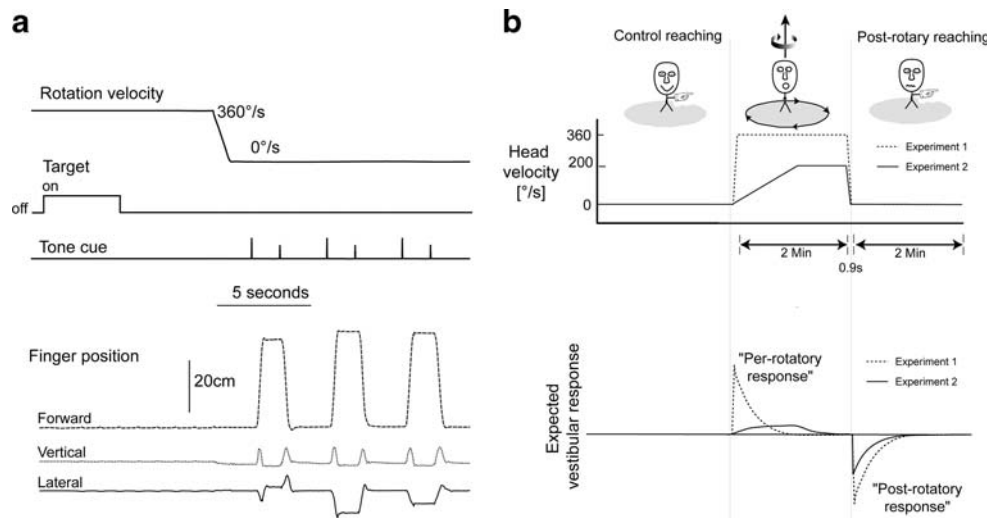 a
Rotation velocity
360°/s
0°/s
Target
on
off
Tone cue
5 seconds
Finger position
20cm
Forward
Vertical
Lateral
b
Control reaching
Post-rotary reaching
Head
velocity
[°/s]
360
200
0
Experiment 1
Experiment 2
2 Min
2 Min
0.9s
Expected
vestibular response
"Per-rotatory
response"
Experiment 1
Experiment 2
"Post-rotatory
response"